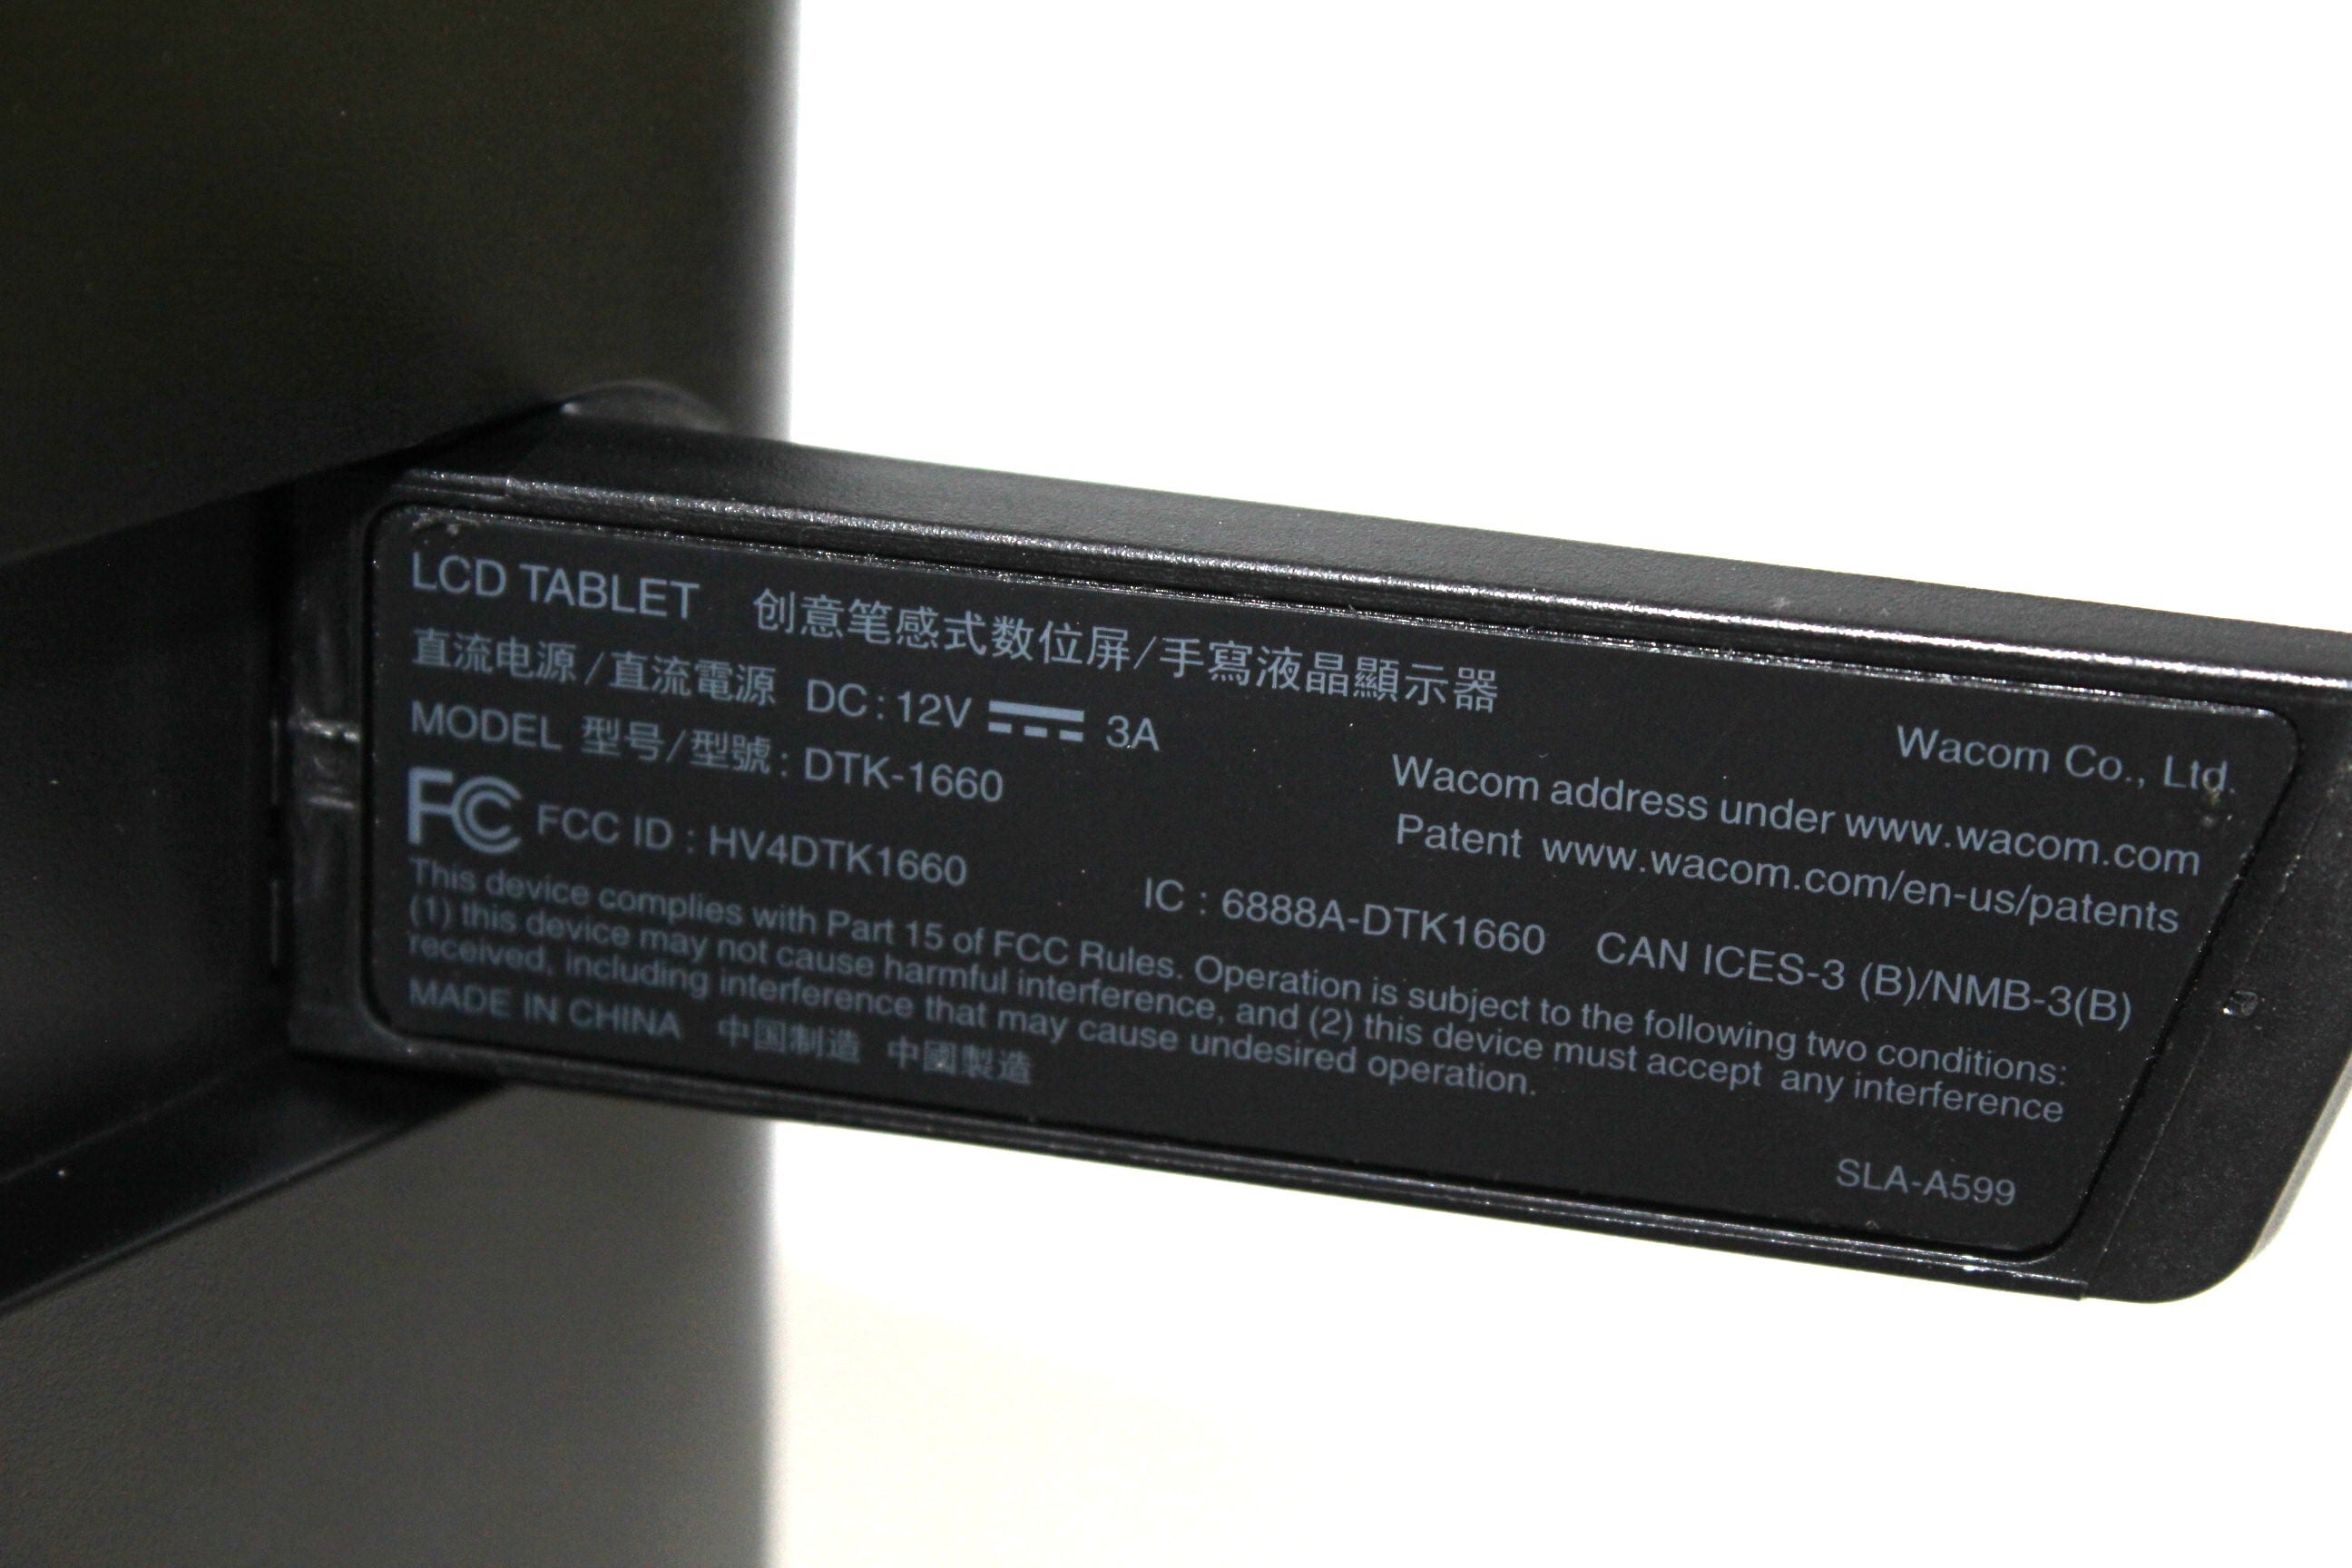 LCD TABLET 创意笔感式数位屏/手寫液晶顯示器
直流电源/直流電源 DC:12V 3A
MODEL 型号/型號: DTK-1660
Wacom Co., Ltd.
Wacom address under www.wacom.com
Patent www.wacom.com/en-us/patents
FC FCC ID : HV4DTK1660 IC : 6888A-DTK1660 CAN ICES-3 (B)/NMB-3(B)
This device complies with Part 15 of FCC Rules. Operation is subject to the following two conditions:
(1) this device may not cause harmful interference, and (2) this device must accept any interference
received, including interference that may cause undesired operation.
MADE IN CHINA 中国制造 中國製造
SLA-A599